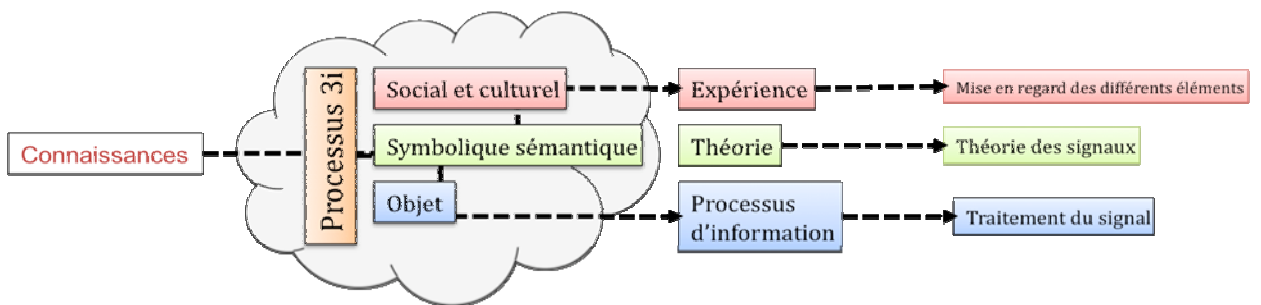 Connaissances
Processus 3i
Social et culturel
Expérience
Mise en regard des différents éléments
Symbolique sémantique
Théorie
Théorie des signaux
Objet
Processus
d'information
Traitement du signal